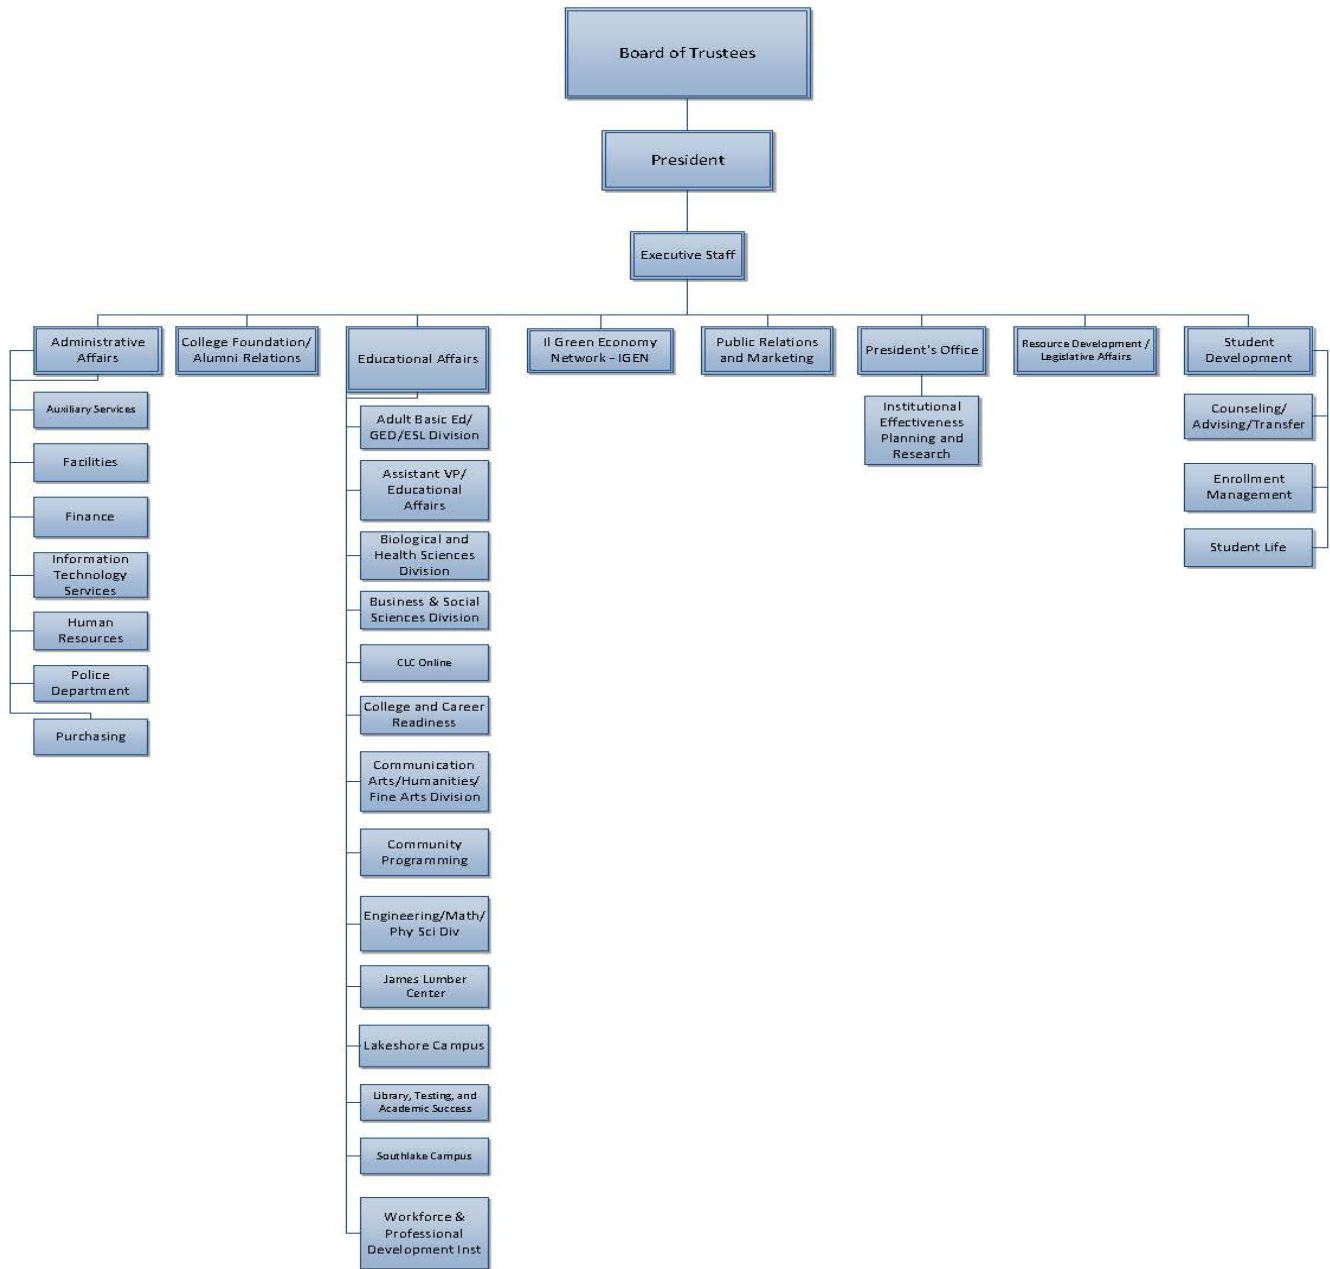 Board of Trustees
President
Executive Staff
Administrative
Affairs
College Foundation/
Alumni Relations
Educational Affairs
Il Green Economy
Network - IGEN
Public Relations
and Marketing
President's Office
Resource Development /
Legislative Affairs
Student
Development
Auxiliary Services
Facilities
Finance
Information
Technology
Services
Human
Resources
Police
Department
Purchasing
Adult Basic Ed/
GED/ESL Division
Assistant VP/
Educational
Affairs
Biological and
Health Sciences
Division
Business & Social
Sciences Division
CLC Online
College and Career
Readiness
Communication
Arts/Humanities/
Fine Arts Division
Community
Programming
Engineering/Math/
Phy Sci Div
James Lumber
Center
Lakeshore Campus
Library, Testing, and
Academic Success
Southlake Campus
Workforce &
Professional
Development Inst
Institutional
Effectiveness
Planning and
Research
Counseling/
Advising/Transfer
Enrollment
Management
Student Life